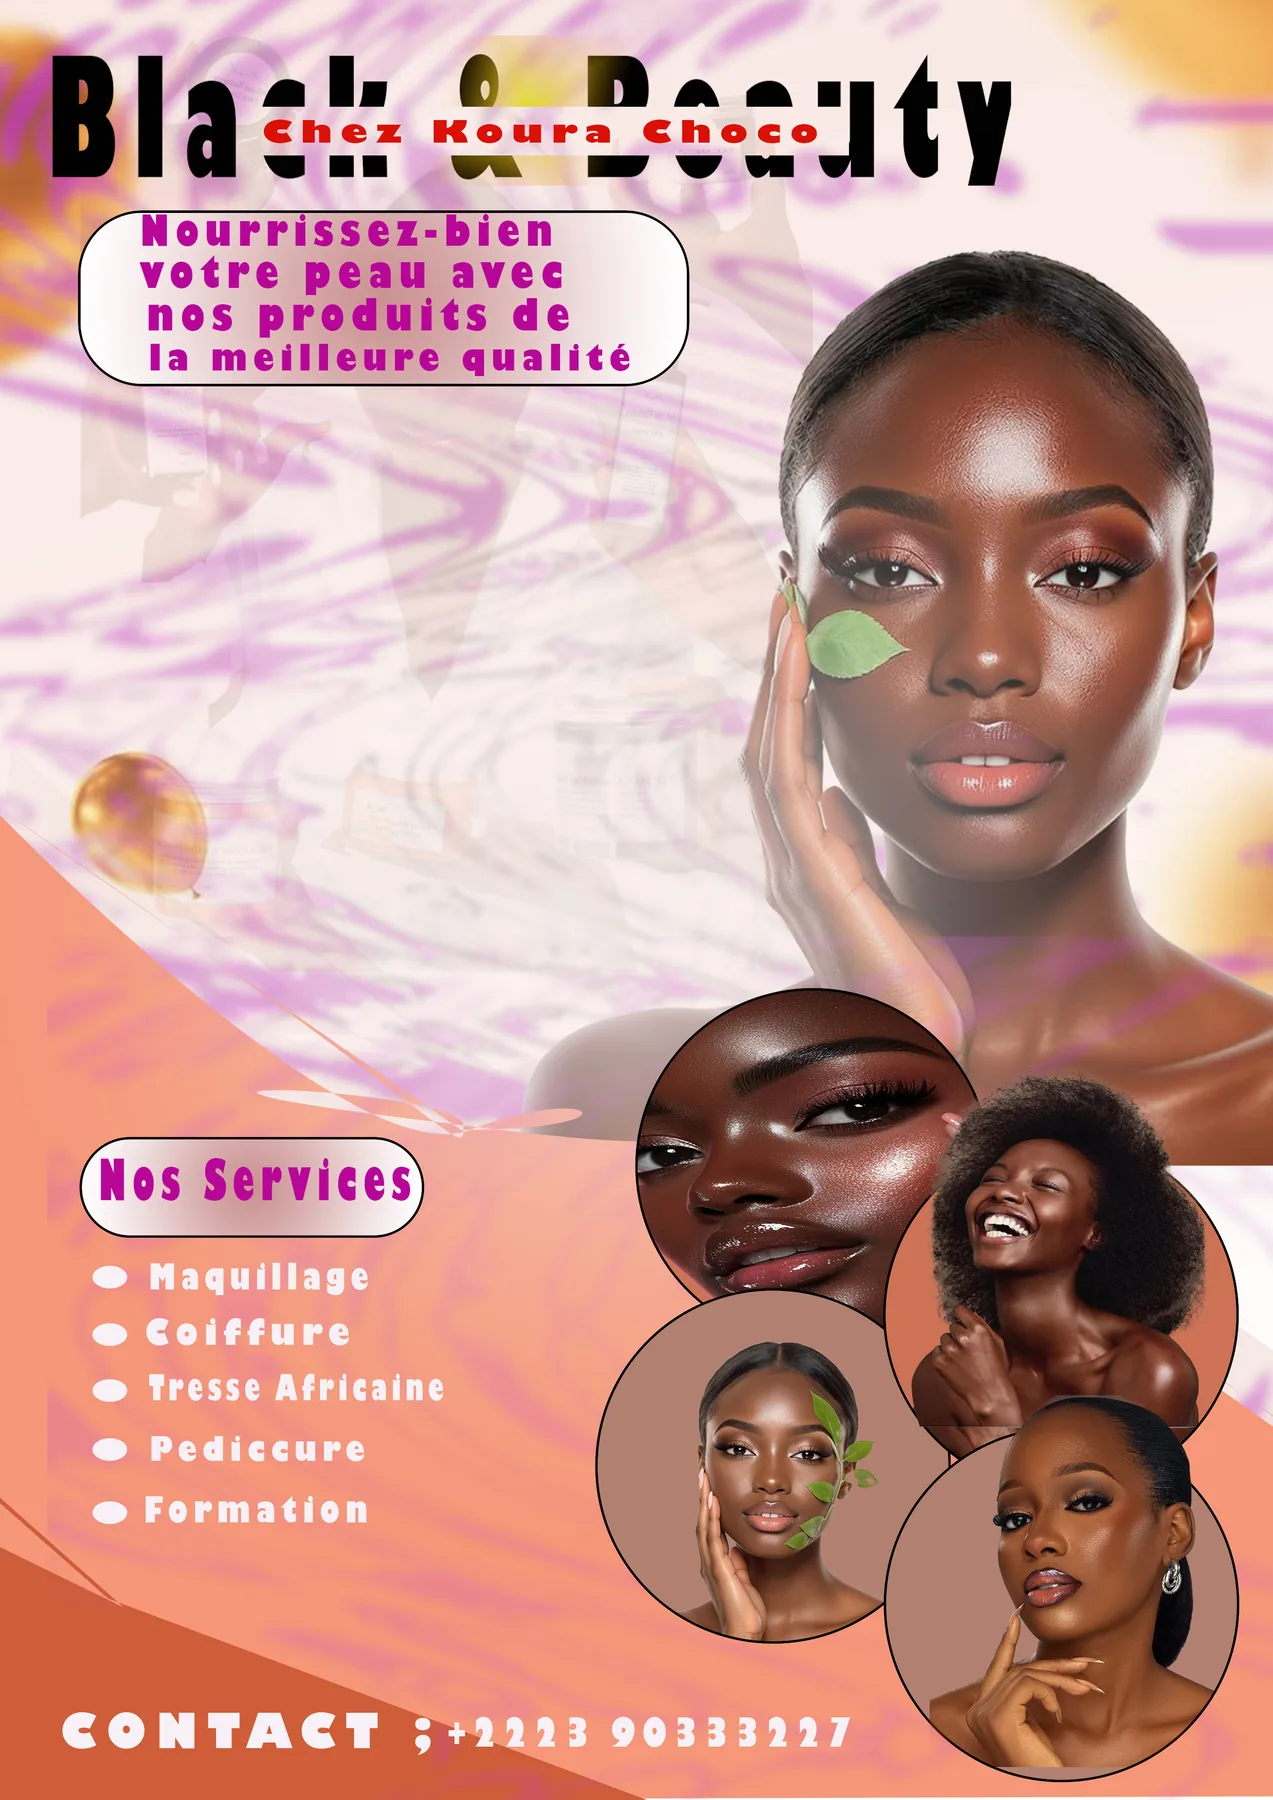 Black & Beauty
Chez Koura Choco
Nourrissez-bien
votre peau avec
nos produits de
la meilleure qualité
Nos Services
Maquillage
Coiffure
Tresse Africaine
Pediccure
Formation
CONTACT ;+2223 90333227